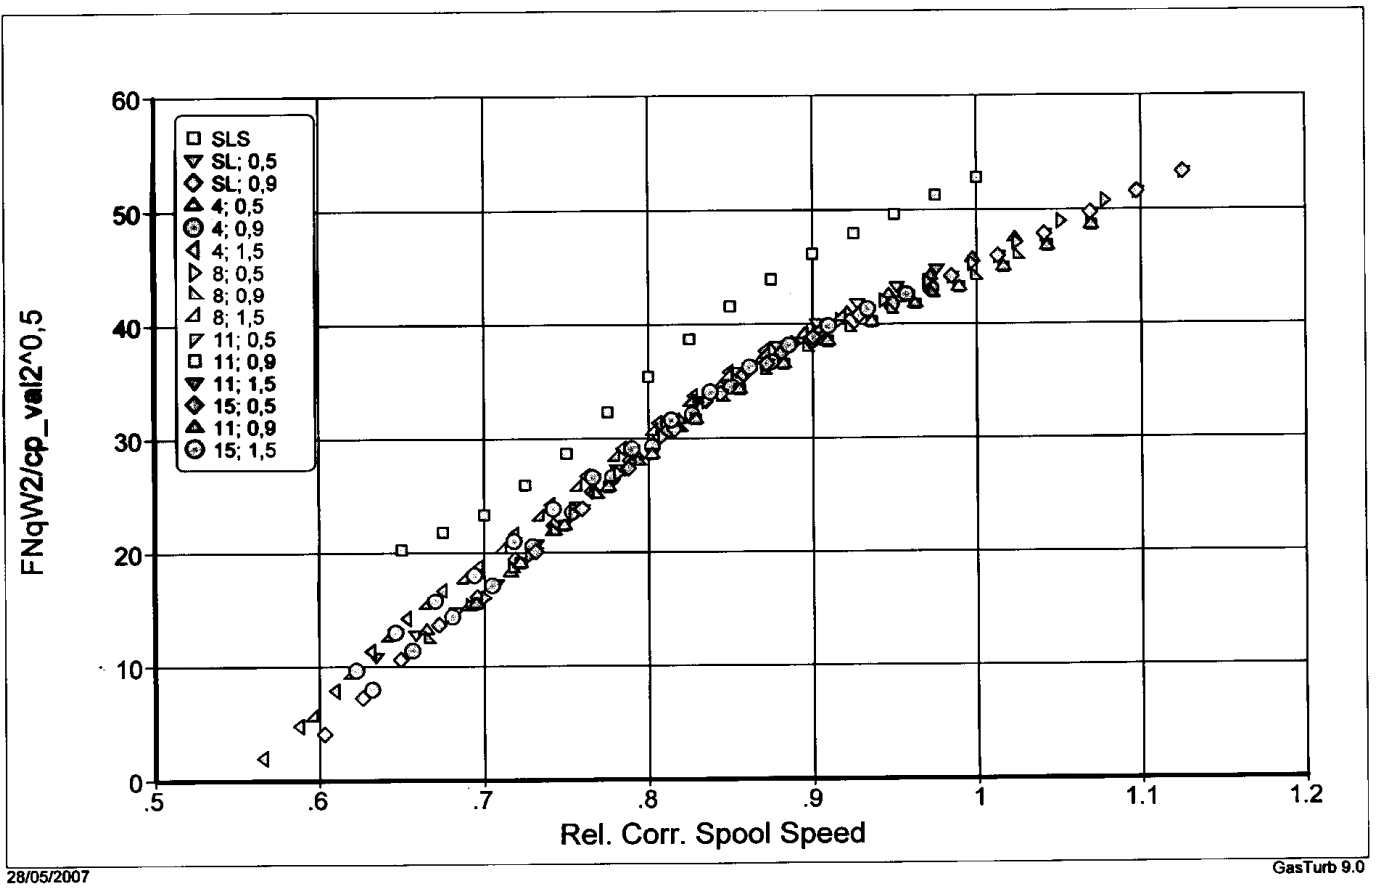 60
50
40
30
20
10
0
FNqW2/cp_val2^0,5
SLS
SL; 0,5
SL; 0,9
4; 0,5
4; 0,9
4; 1,5
8; 0,5
8; 0,9
8; 1,5
11; 0,5
11; 0,9
11; 1,5
15; 0,5
11; 0,9
15; 1,5
.5 .6 .7 .8 .9 1 1.1 1.2
Rel. Corr. Spool Speed
28/05/2007
GasTurb 9.0